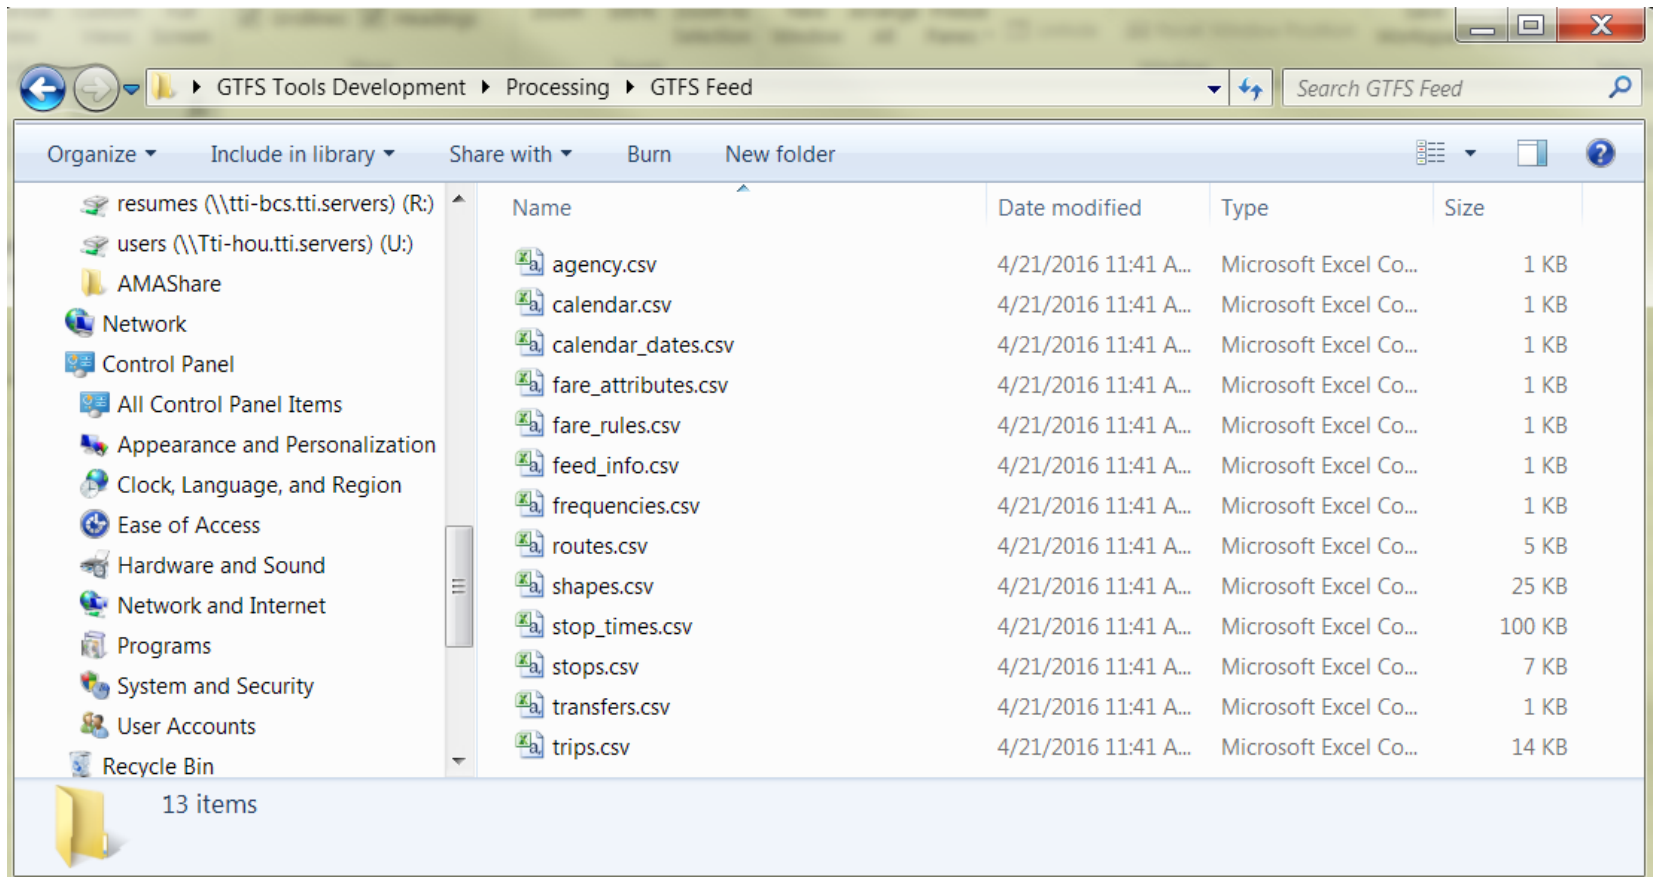 GTFS Tools Development Processing GTFS Feed Search GTFS Feed
Organize Include in library Share with Burn New folder
resumes (\\tti-bcs.tti.servers) (R:)
users (\\Tti-hou.tti.servers) (U:)
AMAShare
Network
Control Panel
All Control Panel Items
Appearance and Personalization
Clock, Language, and Region
Ease of Access
Hardware and Sound
Network and Internet
Programs
System and Security
User Accounts
Recycle Bin
Name Date modified Type Size
agency.csv 4/21/2016 11:41 A... Microsoft Excel Co... 1 KB
calendar.csv 4/21/2016 11:41 A... Microsoft Excel Co... 1 KB
calendar_dates.csv 4/21/2016 11:41 A... Microsoft Excel Co... 1 KB
fare_attributes.csv 4/21/2016 11:41 A... Microsoft Excel Co... 1 KB
fare_rules.csv 4/21/2016 11:41 A... Microsoft Excel Co... 1 KB
feed_info.csv 4/21/2016 11:41 A... Microsoft Excel Co... 1 KB
frequencies.csv 4/21/2016 11:41 A... Microsoft Excel Co... 1 KB
routes.csv 4/21/2016 11:41 A... Microsoft Excel Co... 5 KB
shapes.csv 4/21/2016 11:41 A... Microsoft Excel Co... 25 KB
stop_times.csv 4/21/2016 11:41 A... Microsoft Excel Co... 100 KB
stops.csv 4/21/2016 11:41 A... Microsoft Excel Co... 7 KB
transfers.csv 4/21/2016 11:41 A... Microsoft Excel Co... 1 KB
trips.csv 4/21/2016 11:41 A... Microsoft Excel Co... 14 KB
13 items